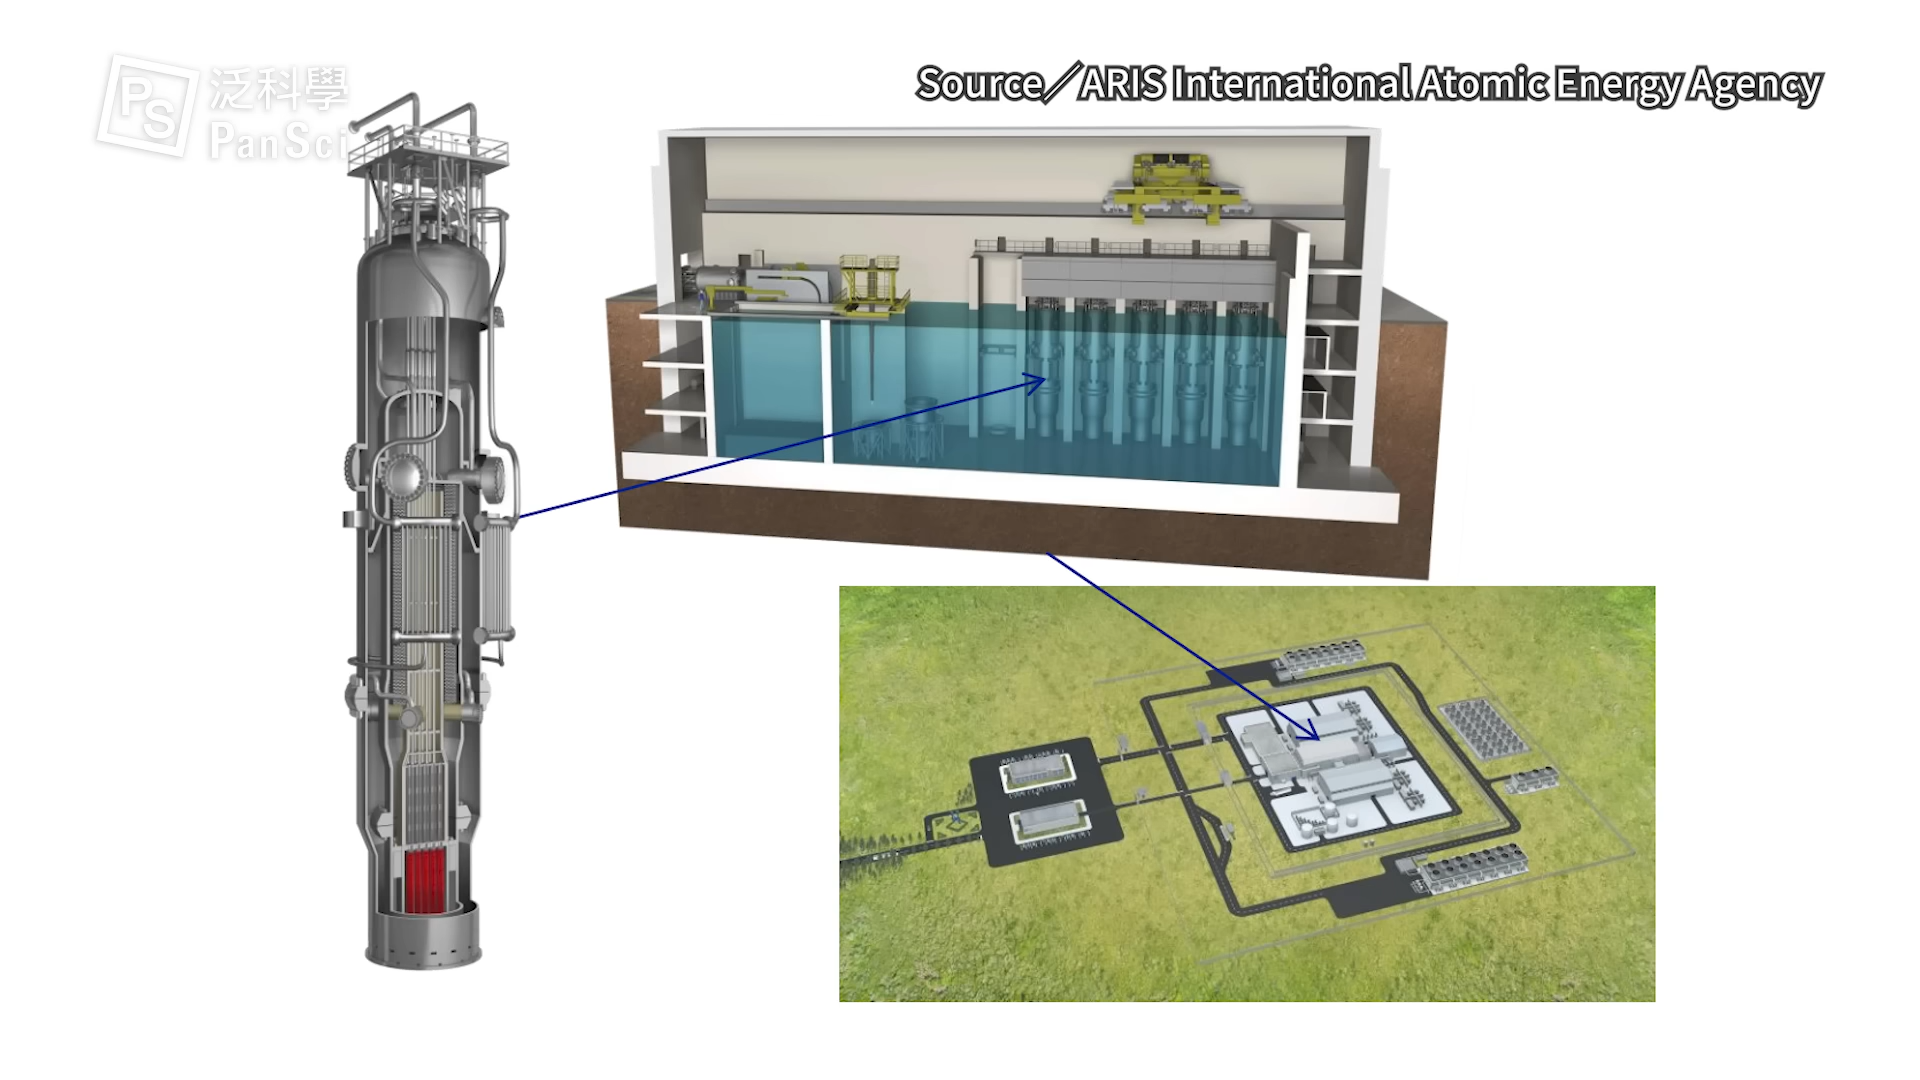 PS
泛科學
PanSci
Source／ARIS International Atomic Energy Agency